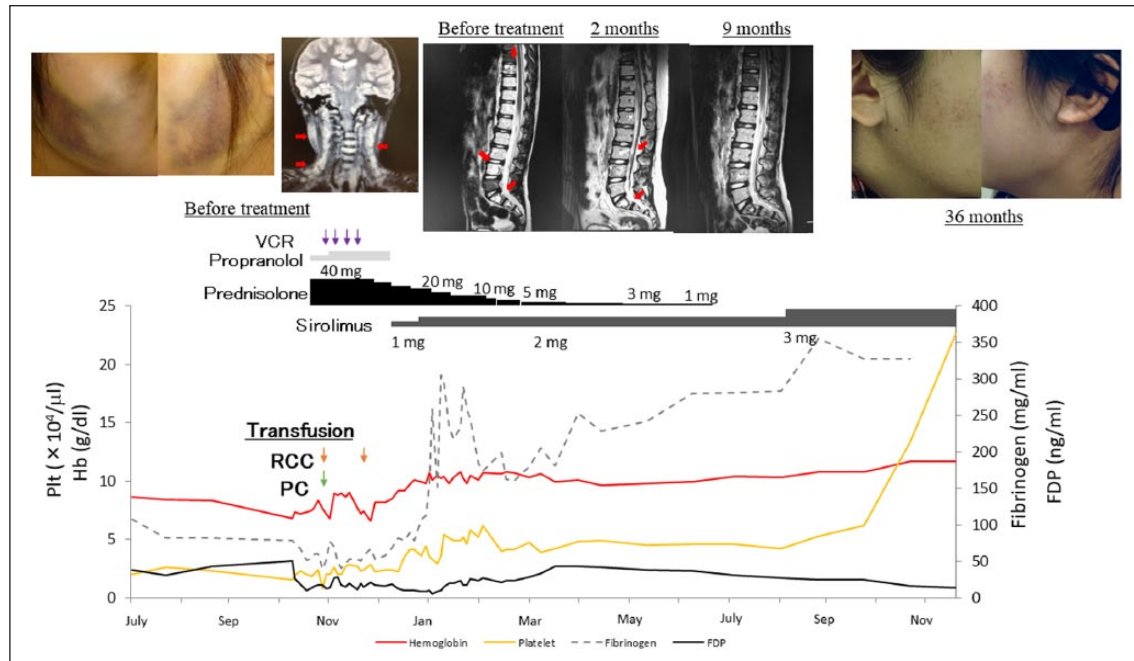 Before treatment
2 months
9 months
Before treatment
36 months
VCR
Propranolol
40 mg
Prednisolone
20 mg
10 mg
5 mg
3 mg
1 mg
Sirolimus
1 mg
2 mg
3 mg
Transfusion
RCC
PC
Plt (×10⁴/μl)
Hb (g/dl)
25
20
15
10
5
0
Fibrinogen (mg/ml)
FDP (ng/ml)
400
350
300
250
200
150
100
50
0
July
Sep
Nov
Jan
Mar
May
July
Sep
Nov
Hemoglobin
Platelet
Fibrinogen
FDP